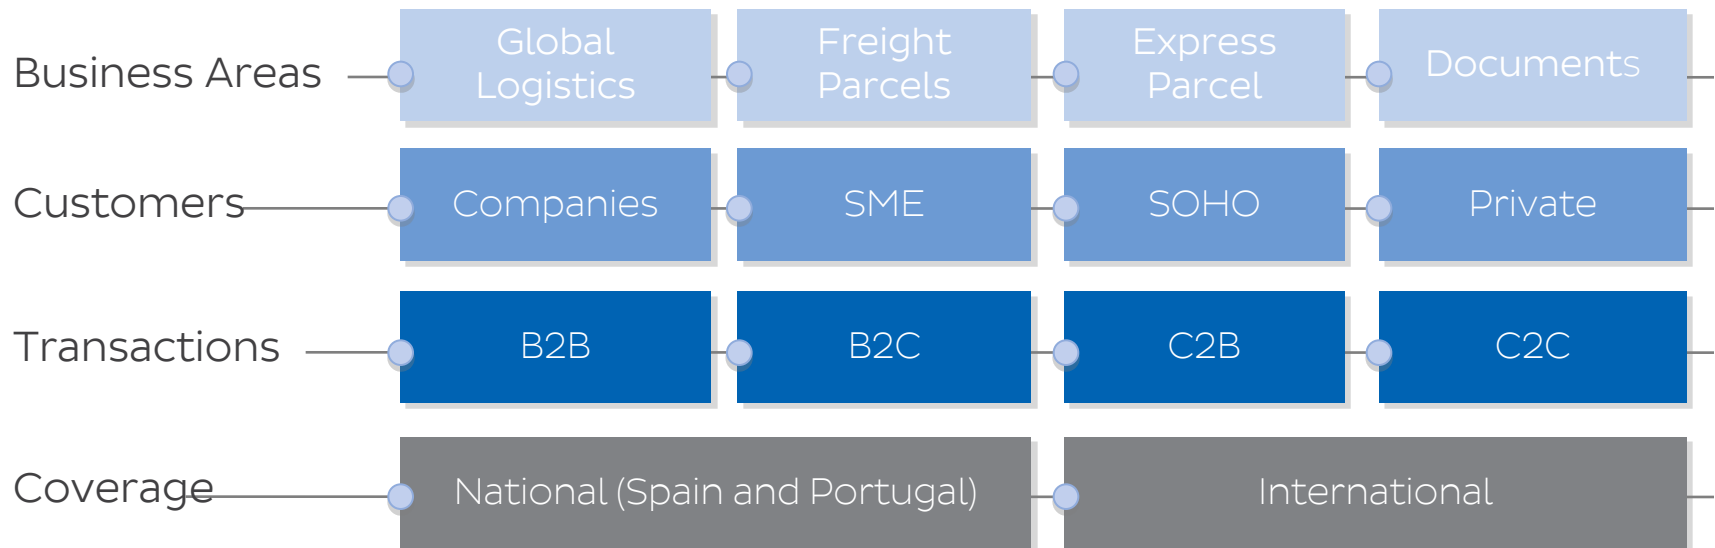 Business Areas
Global
Logistics
Freight
Parcels
Express
Parcel
Documents
Customers
Companies
SME
SOHO
Private
Transactions
B2B
B2C
C2B
C2C
Coverage
National (Spain and Portugal)
International